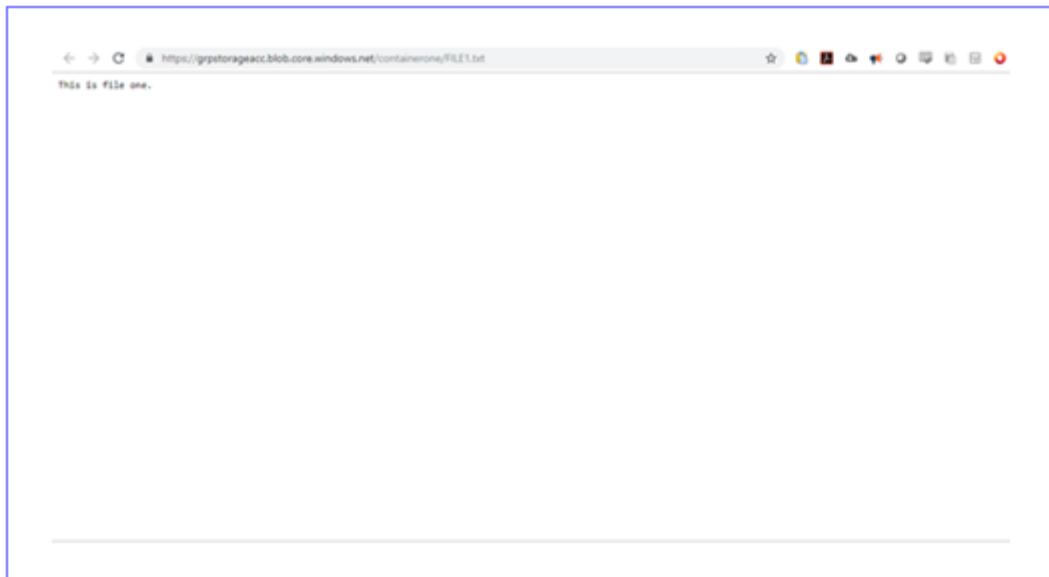 https://grpstorageacc.blob.core.windows.net/containerone/FILE1.txt
This is file one.